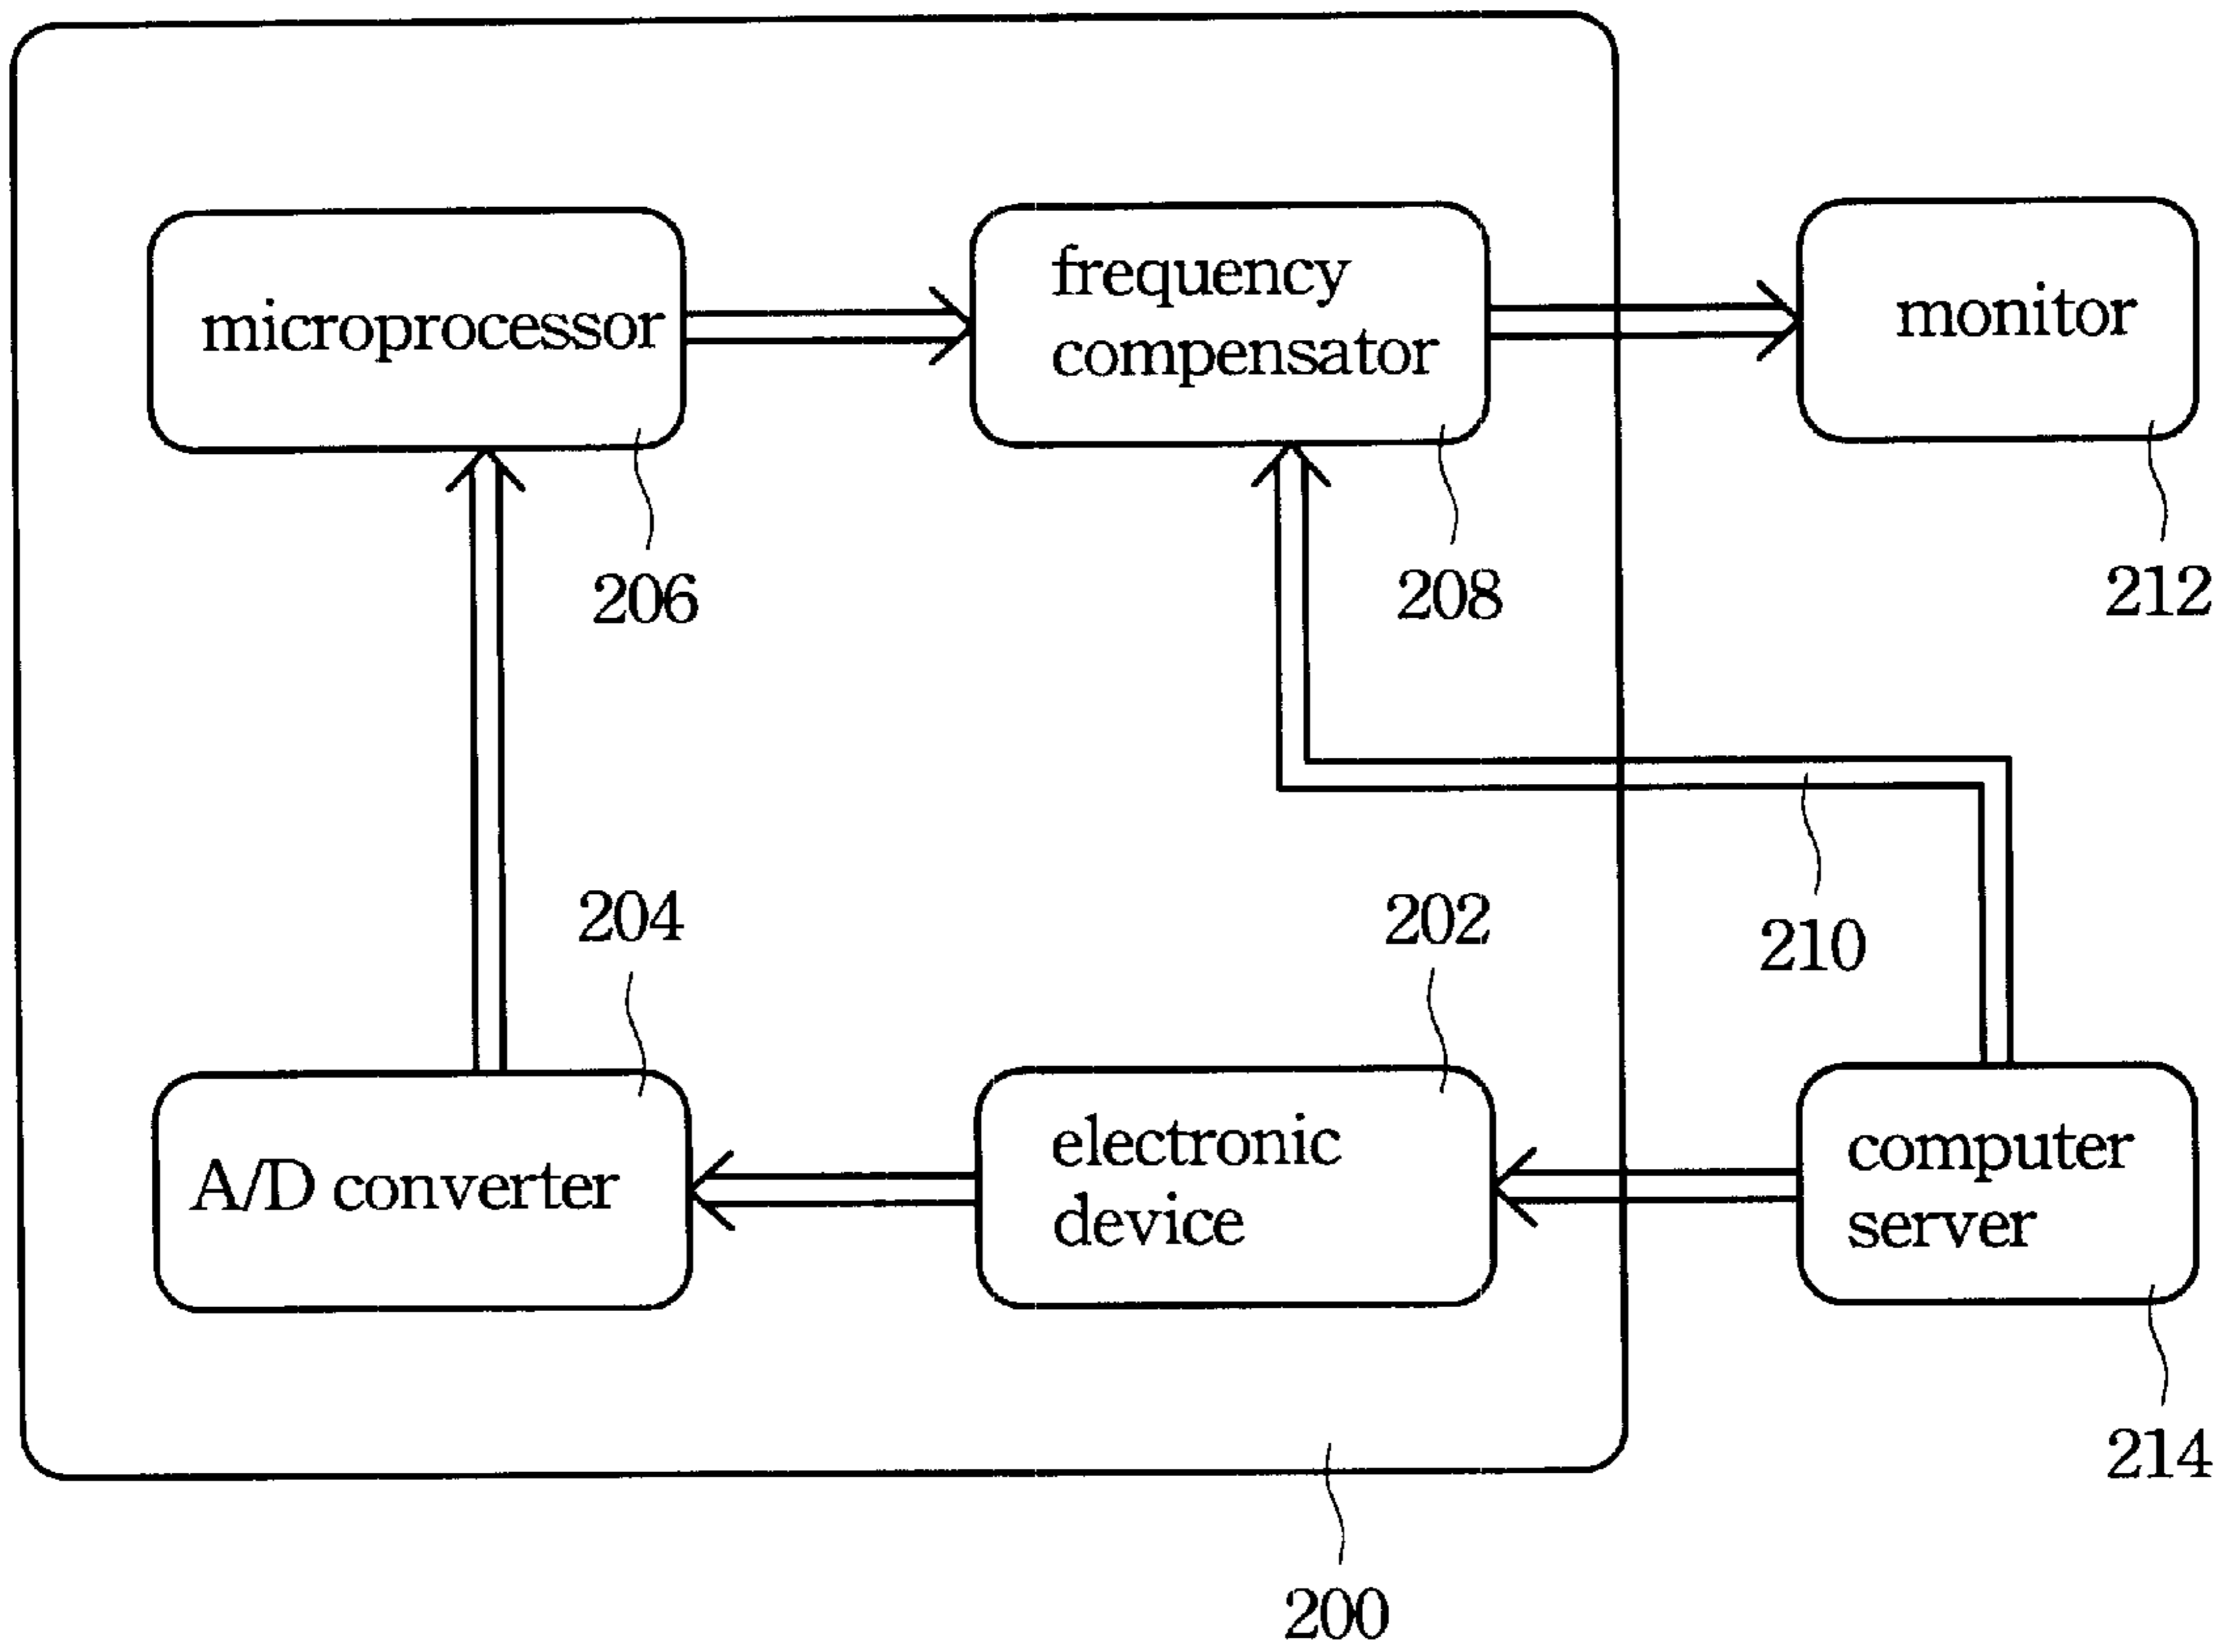 microprocessor
frequency
compensator
monitor
206
208
212
204
202
210
A/D converter
electronic
device
computer
server
214
200